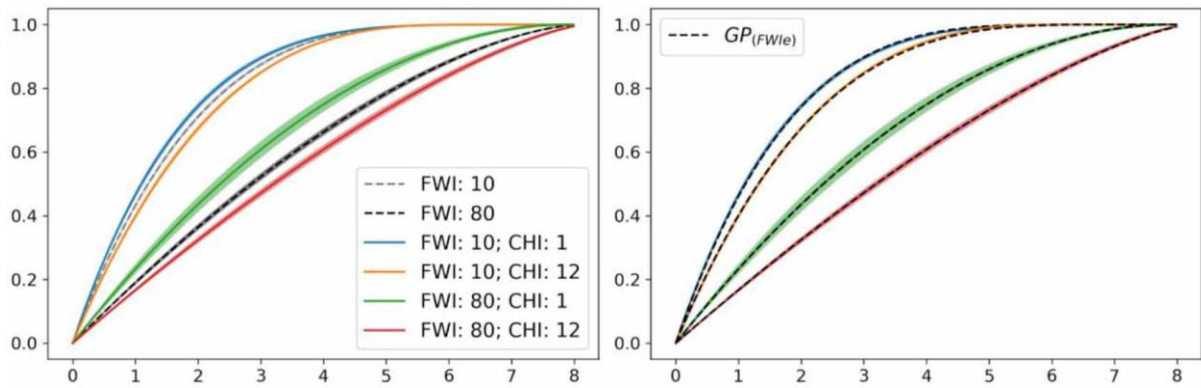 1.0
0.8
0.6
0.4
0.2
0.0
0 1 2 3 4 5 6 7 8
FWI: 10
FWI: 80
FWI: 10; CHI: 1
FWI: 10; CHI: 12
FWI: 80; CHI: 1
FWI: 80; CHI: 12
1.0
0.8
0.6
0.4
0.2
0.0
0 1 2 3 4 5 6 7 8
GP(FWIe)